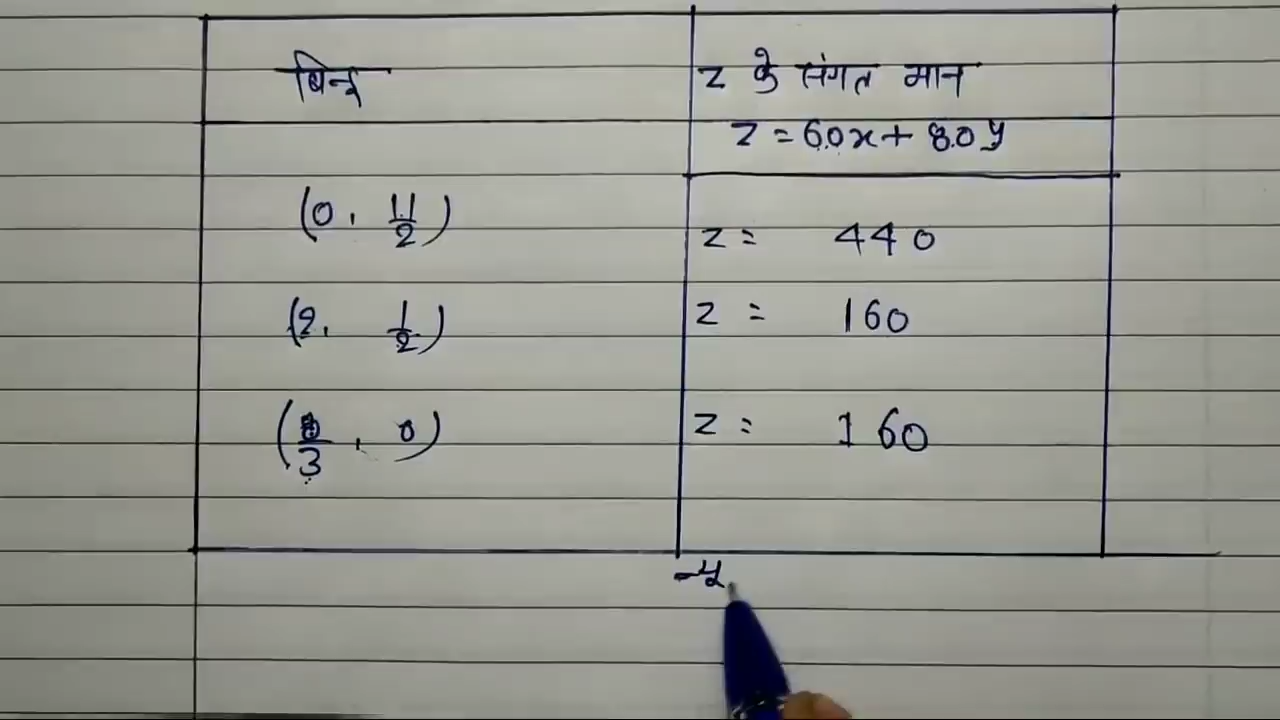 बिन्दु
z के संगत मान
z = 60x + 80y
(0, 11/2)
z = 440
(2, 1/2)
z = 160
(8/3, 0)
z = 160